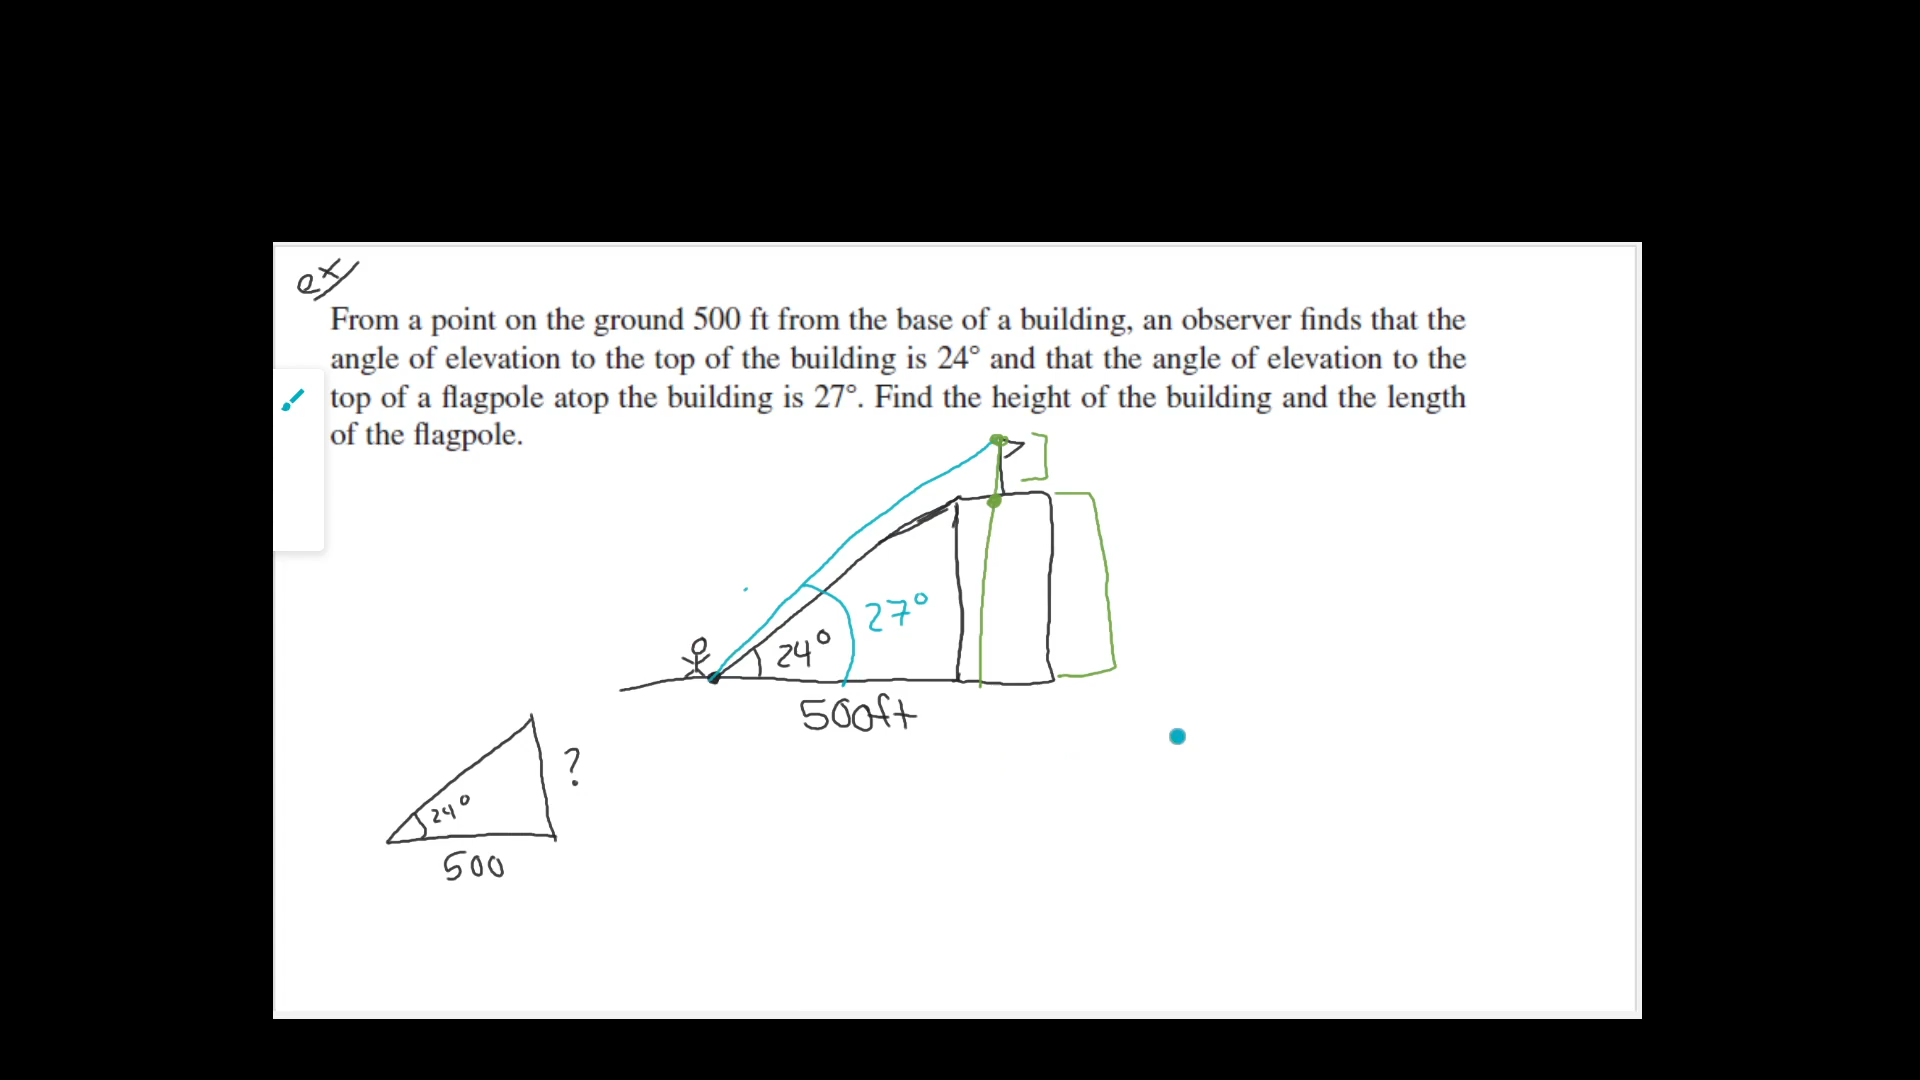 ex/
From a point on the ground 500 ft from the base of a building, an observer finds that the
angle of elevation to the top of the building is 24° and that the angle of elevation to the
top of a flagpole atop the building is 27°. Find the height of the building and the length
of the flagpole.
27°
24°
500ft
?
24°
500